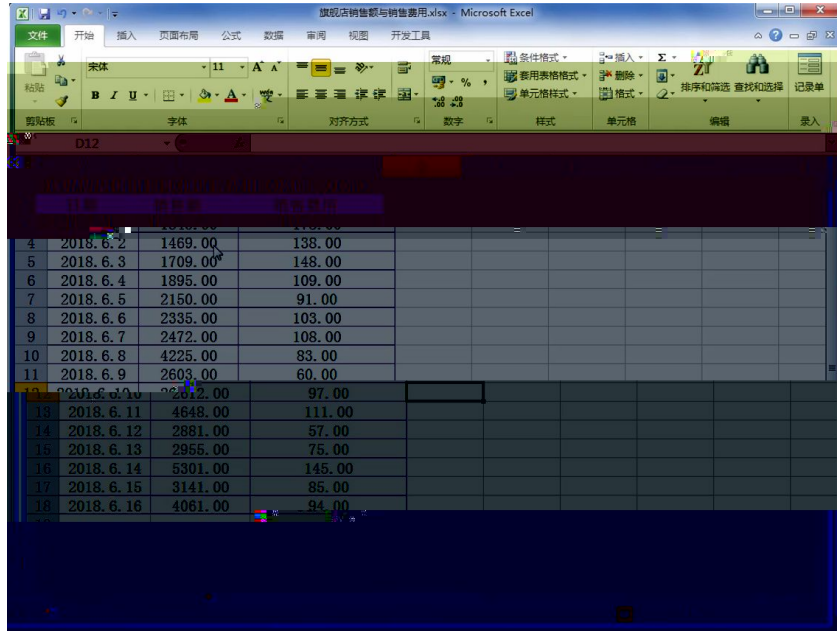 旗舰店销售额与销售费用.xlsx - Microsoft Excel
文件 开始 插入 页面布局 公式 数据 审阅 视图 开发工具
宋体 11 A A 常规 条件格式 插入 Σ
粘贴 % , 套用表格格式 删除 排序和筛选 查找和选择 记录单
B I U A 单元格样式 格式
剪贴板 字体 对齐方式 数字 样式 单元格 编辑 录入
D12
4 2018.6.2 1469.00 138.00
5 2018.6.3 1709.00 148.00
6 2018.6.4 1895.00 109.00
7 2018.6.5 2150.00 91.00
8 2018.6.6 2335.00 103.00
9 2018.6.7 2472.00 108.00
10 2018.6.8 4225.00 83.00
11 2018.6.9 2603.00 60.00
12 2018.6.10 2612.00 97.00
13 2018.6.11 4648.00 111.00
14 2018.6.12 2881.00 57.00
15 2018.6.13 2955.00 75.00
16 2018.6.14 5301.00 145.00
17 2018.6.15 3141.00 85.00
18 2018.6.16 4061.00 94.00